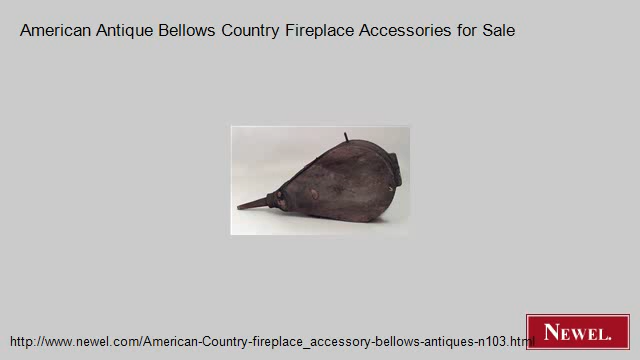 American Antique Bellows Country Fireplace Accessories for Sale
NEWEL.
http://www.newel.com/American-Country-fireplace_accessory-bellows-antiques-n103.html